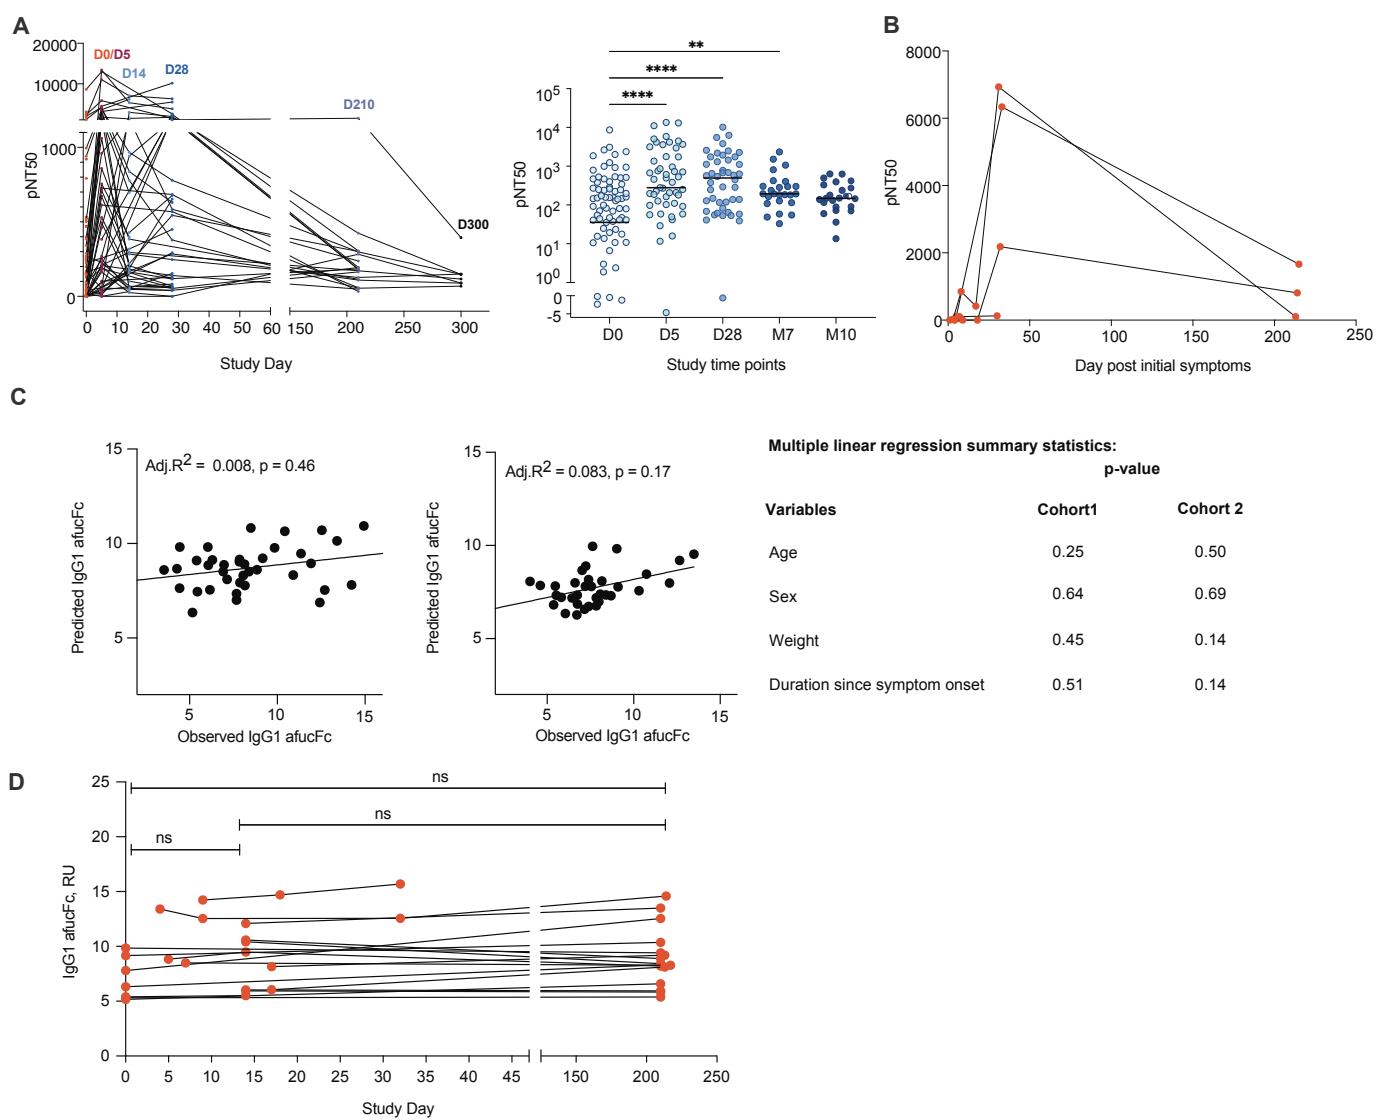 A
20000
10000
1000
0
pNT50
D0/D5
D14
D28
D210
D300
0 10 20 30 40 50 60 150 200 250 300
Study Day
**
****
****
10^5
10^4
10^3
10^2
10^1
10^0
0
-5
pNT50
D0 D5 D28 M7 M10
Study time points
B
8000
6000
4000
2000
0
pNT50
0 50 100 150 200 250
Day post initial symptoms
C
15
10
5
Predicted IgG1 afucFc
Adj.R^2 = 0.008, p = 0.46
5 10 15
Observed IgG1 afucFc
15
10
5
Predicted IgG1 afucFc
Adj.R^2 = 0.083, p = 0.17
5 10 15
Observed IgG1 afucFc
Multiple linear regression summary statistics:
p-value
Variables Cohort1 Cohort 2
Age 0.25 0.50
Sex 0.64 0.69
Weight 0.45 0.14
Duration since symptom onset 0.51 0.14
D
25
20
15
10
5
0
IgG1 afucFc, RU
ns
ns
ns
0 5 10 15 20 25 30 35 40 45 150 200 250
Study Day